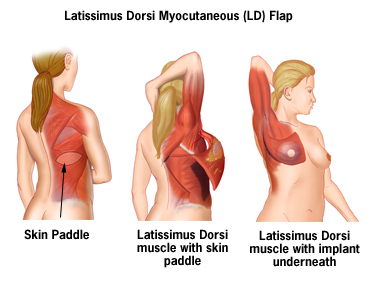 Latissimus Dorsi Myocutaneous (LD) Flap
Skin Paddle
Latissimus Dorsi
muscle with skin
paddle
Latissimus Dorsi
muscle with implant
underneath